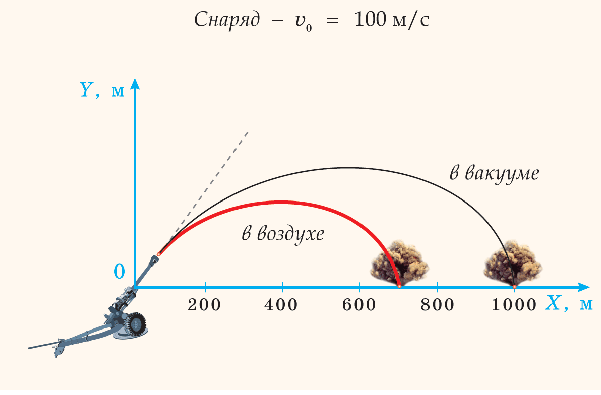 Снаряд – v₀ = 100 м/с
Y, м
в вакууме
в воздухе
0
200 400 600 800 1000 X, м